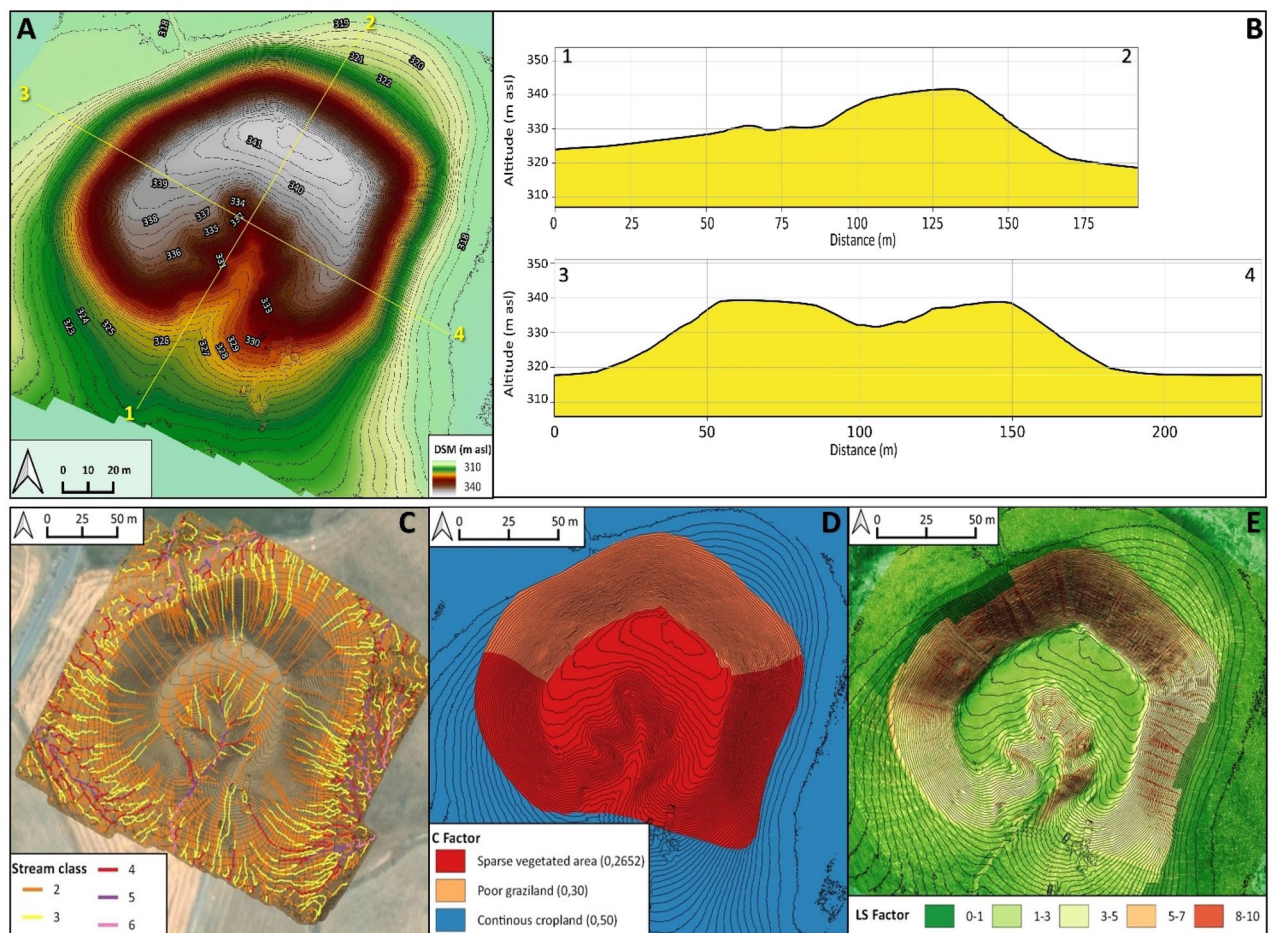 A
318
319
2
321
320
322
3
341
339
340
334
338
337
332
335
336
331
318
333
324
323
325
4
326
327
328
329
330
1
0 10 20 m
DSM (m asl)
310
340
B
1
2
350
340
330
320
310
Altitude (m asl)
0 25 50 75 100 125 150 175
Distance (m)
3
4
350
340
330
320
310
Altitude (m asl)
0 50 100 150 200
Distance (m)
C
0 25 50 m
Stream class
2
3
4
5
6
D
0 25 50 m
C Factor
Sparse vegetated area (0,2652)
Poor graziland (0,30)
Continous cropland (0,50)
E
0 25 50 m
LS Factor 0-1 1-3 3-5 5-7 8-10